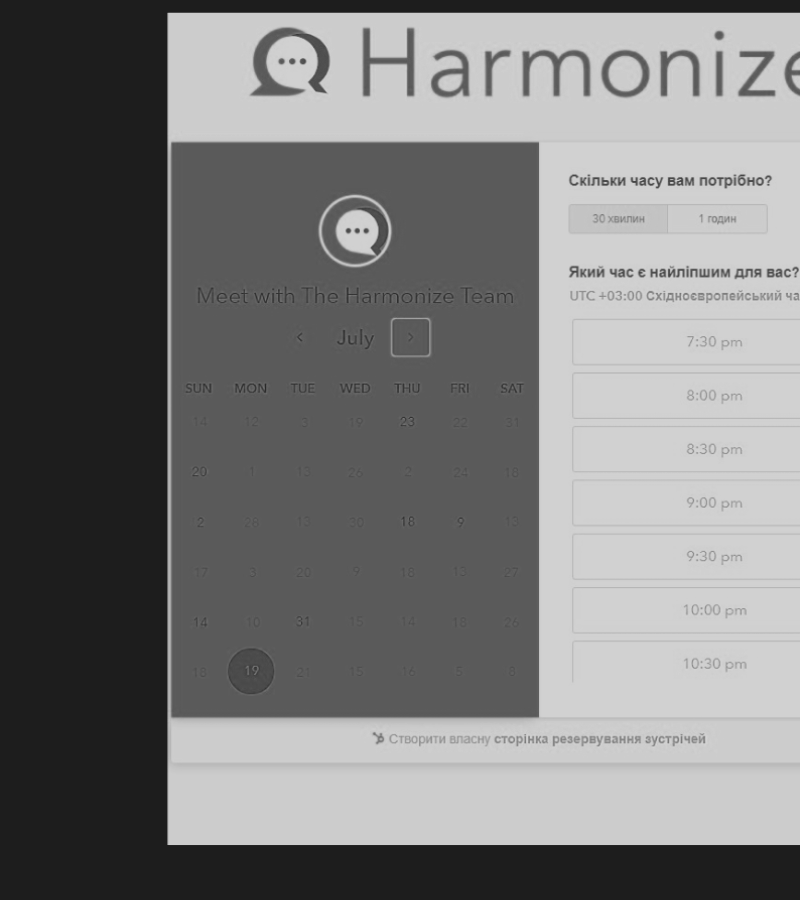 Harmonize
Meet with The Harmonize Team
July
SUN MON TUE WED THU FRI SAT
14 12 3 19 23 22 31
20 1 13 26 2 24 18
2 28 13 30 18 9 13
17 3 20 9 18 13 27
14 10 31 15 14 18 26
18 19 21 15 16 5
Скільки часу вам потрібно?
30 хвилин 1 годин
Який час є найліпшим для вас?
UTC +03:00 Східноєвропейський ча
7:30 pm
8:00 pm
8:30 pm
9:00 pm
9:30 pm
10:00 pm
10:30 pm
Створити власну сторінка резервування зустрічей